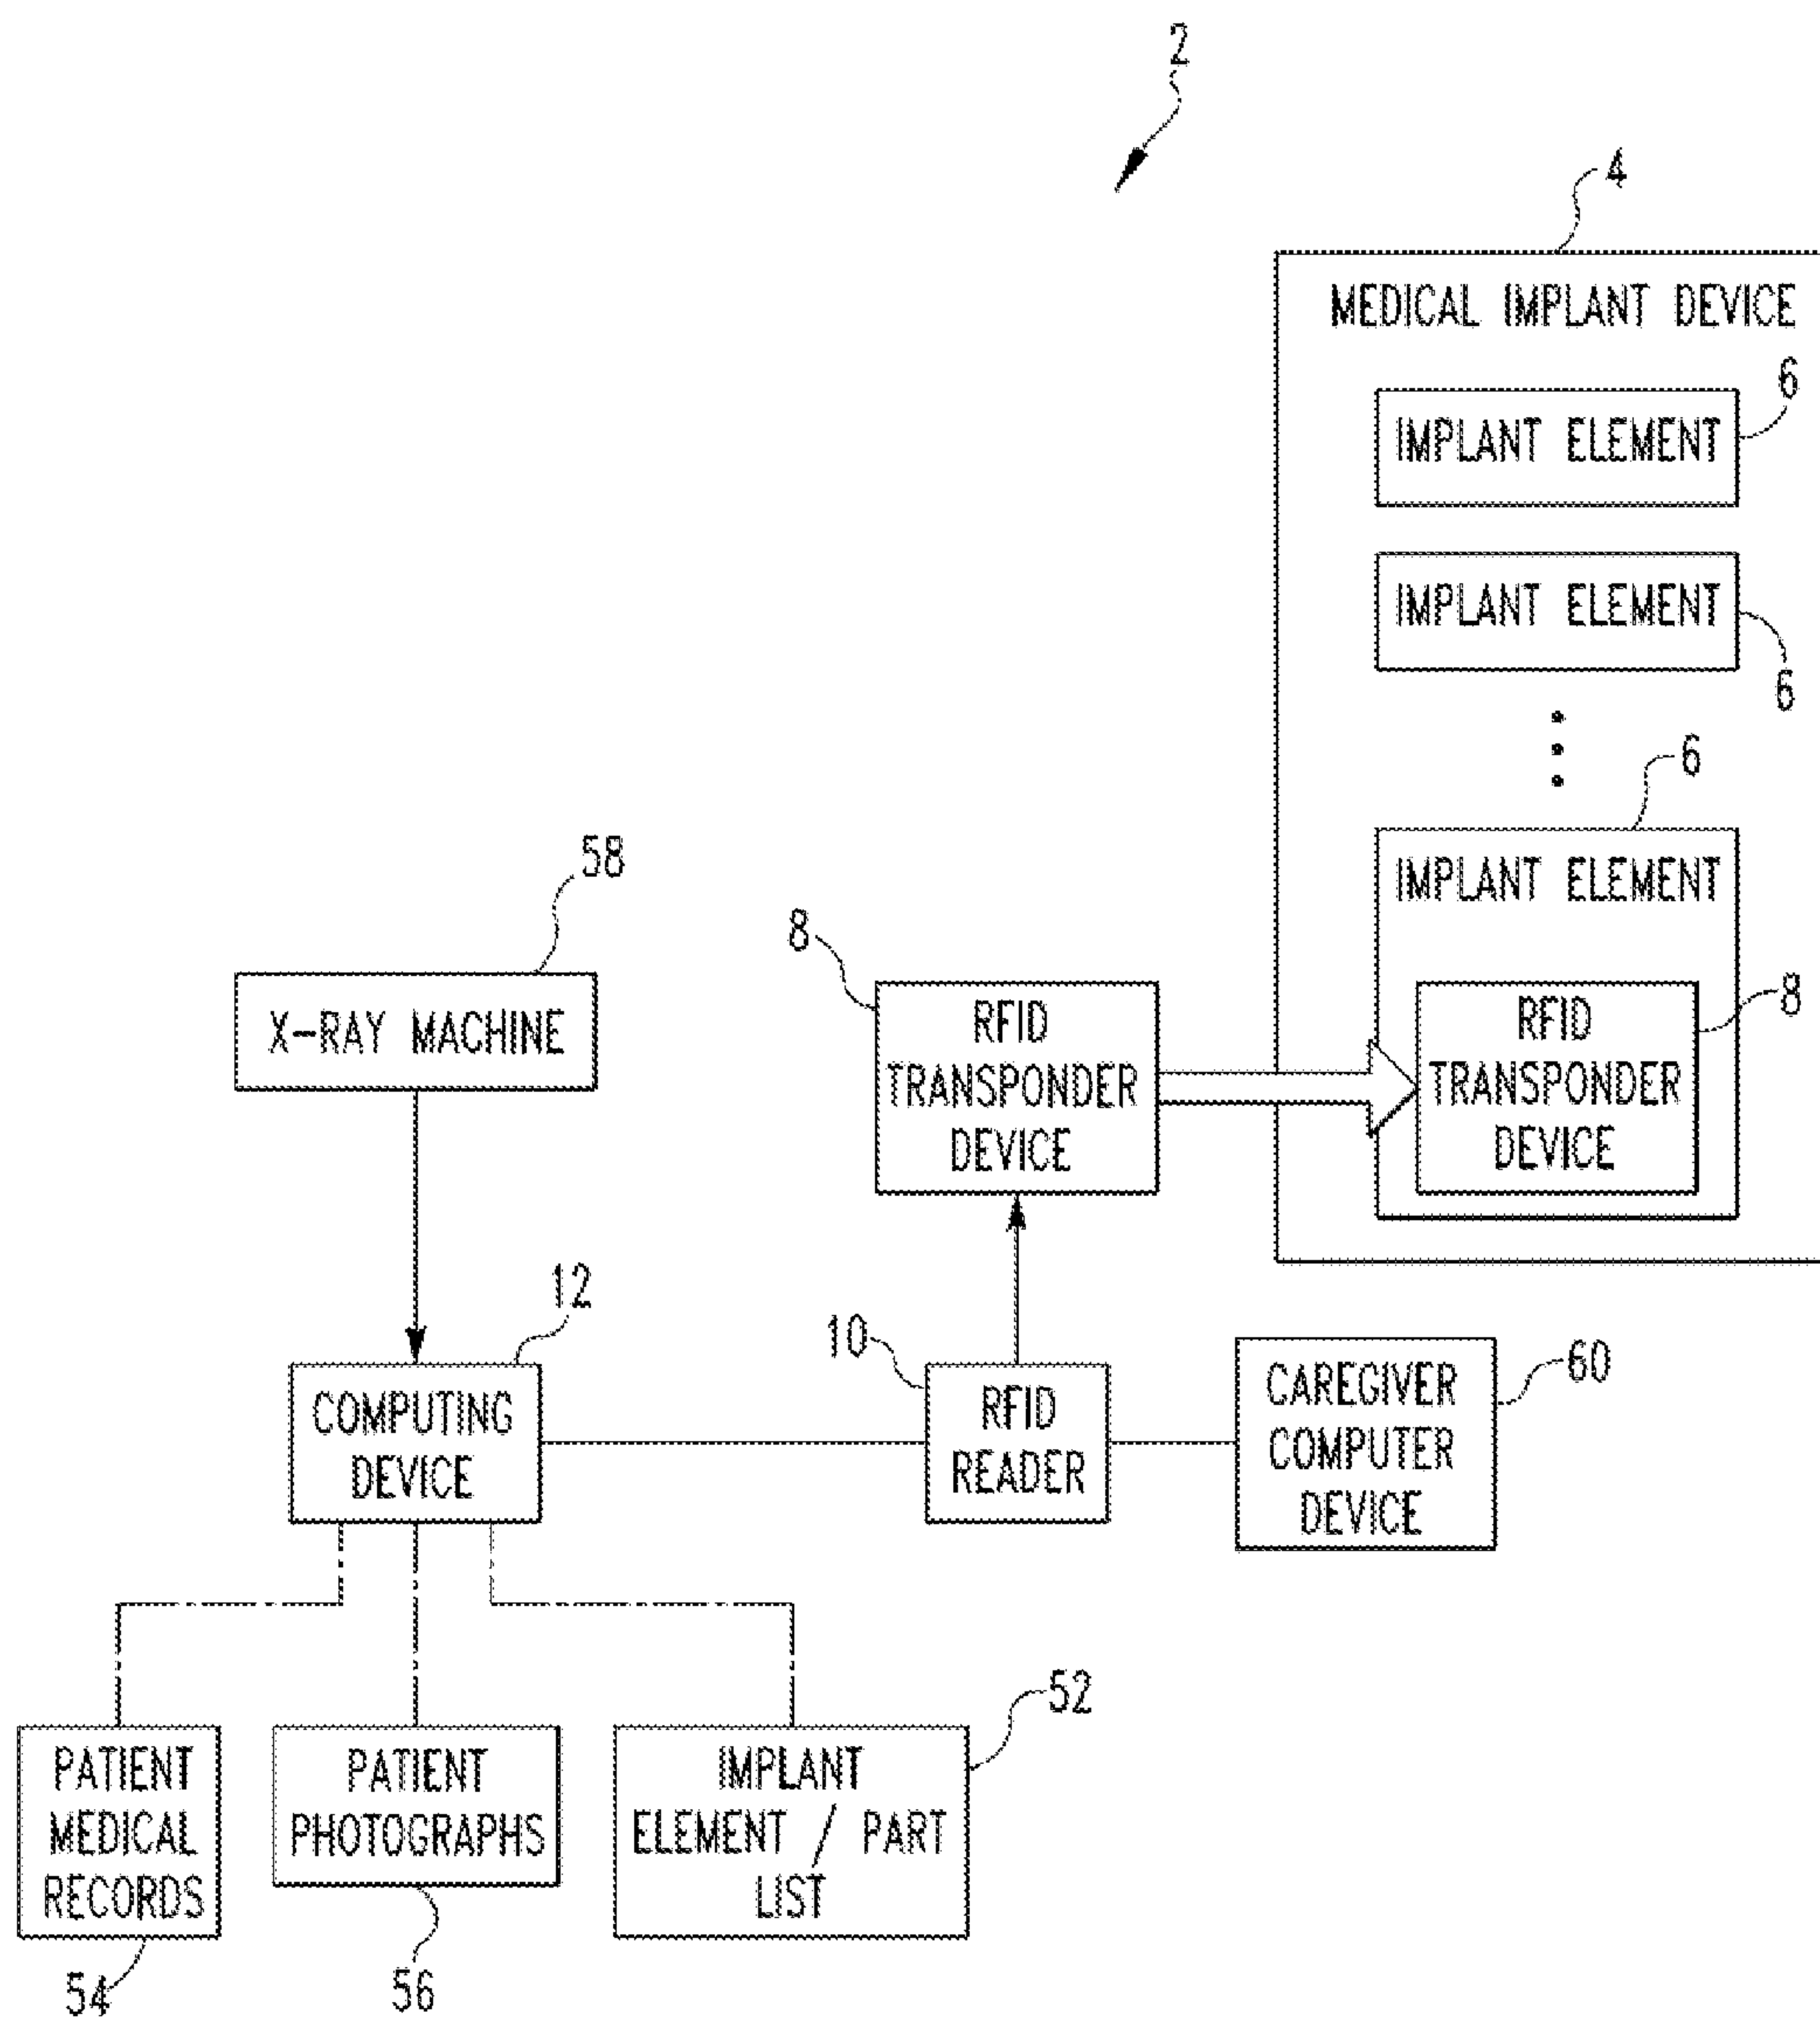 2
4
MEDICAL IMPLANT DEVICE
6
IMPLANT ELEMENT
IMPLANT ELEMENT
6
6
IMPLANT ELEMENT
58
X-RAY MACHINE
8
RFID
TRANSPONDER
DEVICE
RFID
TRANSPONDER
DEVICE
8
12
COMPUTING
DEVICE
10
RFID
READER
CAREGIVER
COMPUTER
DEVICE
60
PATIENT
MEDICAL
RECORDS
54
PATIENT
PHOTOGRAPHS
56
52
IMPLANT
ELEMENT / PART
LIST